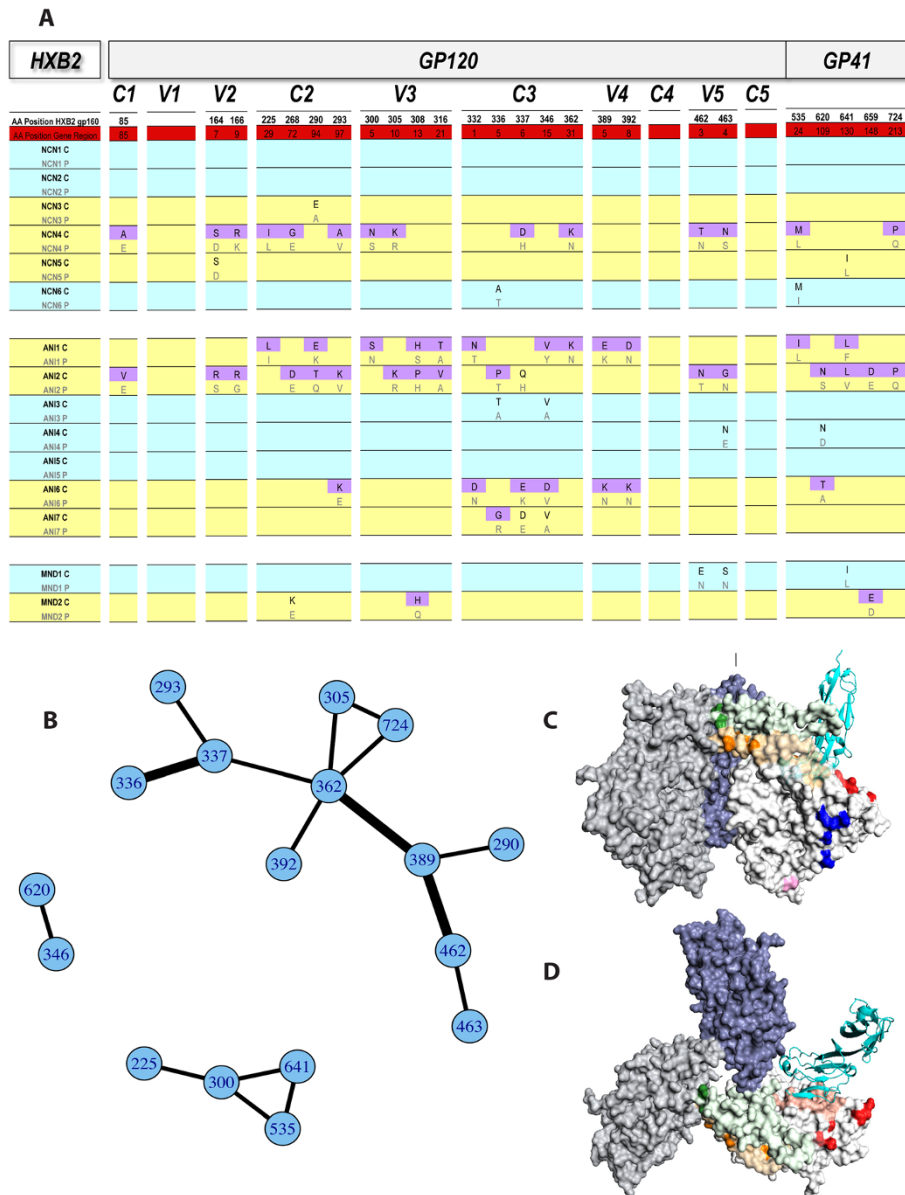 A
HXB2 GP120 GP41
C1 V1 V2 C2 V3 C3 V4 C4 V5 C5
AA Position HXB2 gp160 85 164 166 225 268 290 293 300 305 308 316 332 336 337 346 362 389 392 462 463 535 620 641 659 724
AA Position Gene Region 85 7 9 29 72 94 97 5 10 13 21 1 5 6 15 31 5 8 3 4 24 109 130 148 213
NCN1 C
NCN1 P
NCN2 C
NCN2 P
NCN3 C E
NCN3 P A
NCN4 C A S R I G A N K D K T N M P
NCN4 P E D K L E V S R H N N S L Q
NCN5 C S I
NCN5 P D L
NCN6 C A M
NCN6 P T I
ANI1 C L E S H T N V K E D I L
ANI1 P I K N S A T Y N K N L F
ANI2 C V R R D T K K P V P Q N G N L D P
ANI2 P E S G E Q V R H A T H T N S V E Q
ANI3 C T V
ANI3 P A A
ANI4 C N N
ANI4 P E D
ANI5 C
ANI5 P
ANI6 C K D E D K K T
ANI6 P E N K V N N A
ANI7 C G D V
ANI7 P R E A
MND1 C E S I
MND1 P N N L
MND2 C K H E
MND2 P E Q D
B
293
305
724
336
337
362
392
389
290
620
346
462
463
225
300
641
535
C
D